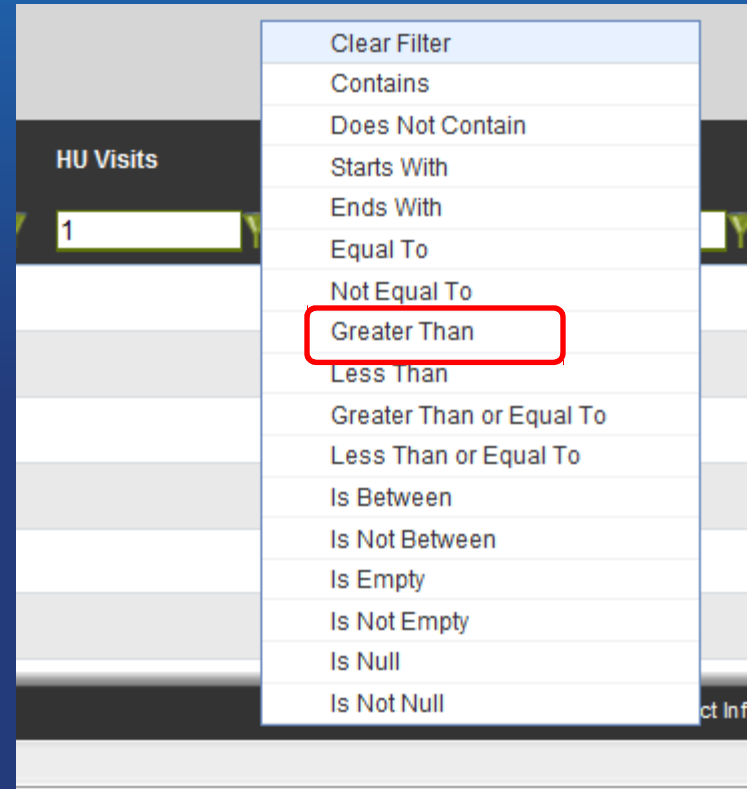 Clear Filter
Contains
Does Not Contain
HU Visits
Starts With
Ends With
1
Equal To
Not Equal To
Greater Than
Less Than
Greater Than or Equal To
Less Than or Equal To
Is Between
Is Not Between
Is Empty
Is Not Empty
Is Null
Is Not Null
ct Inf